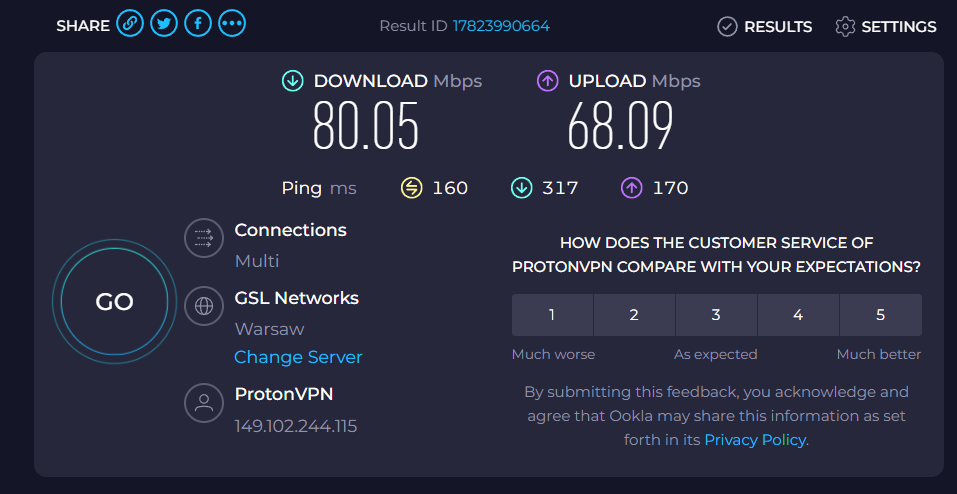 SHARE Result ID 17823990664 RESULTS SETTINGS
DOWNLOAD Mbps UPLOAD Mbps
80.05 68.09
Ping ms 160 317 170
Connections
Multi
GO
GSL Networks
Warsaw
Change Server
ProtonVPN
149.102.244.115
HOW DOES THE CUSTOMER SERVICE OF
PROTONVPN COMPARE WITH YOUR EXPECTATIONS?
1 2 3 4 5
Much worse As expected Much better
By submitting this feedback, you acknowledge and
agree that Ookla may share this information as set
forth in its Privacy Policy.